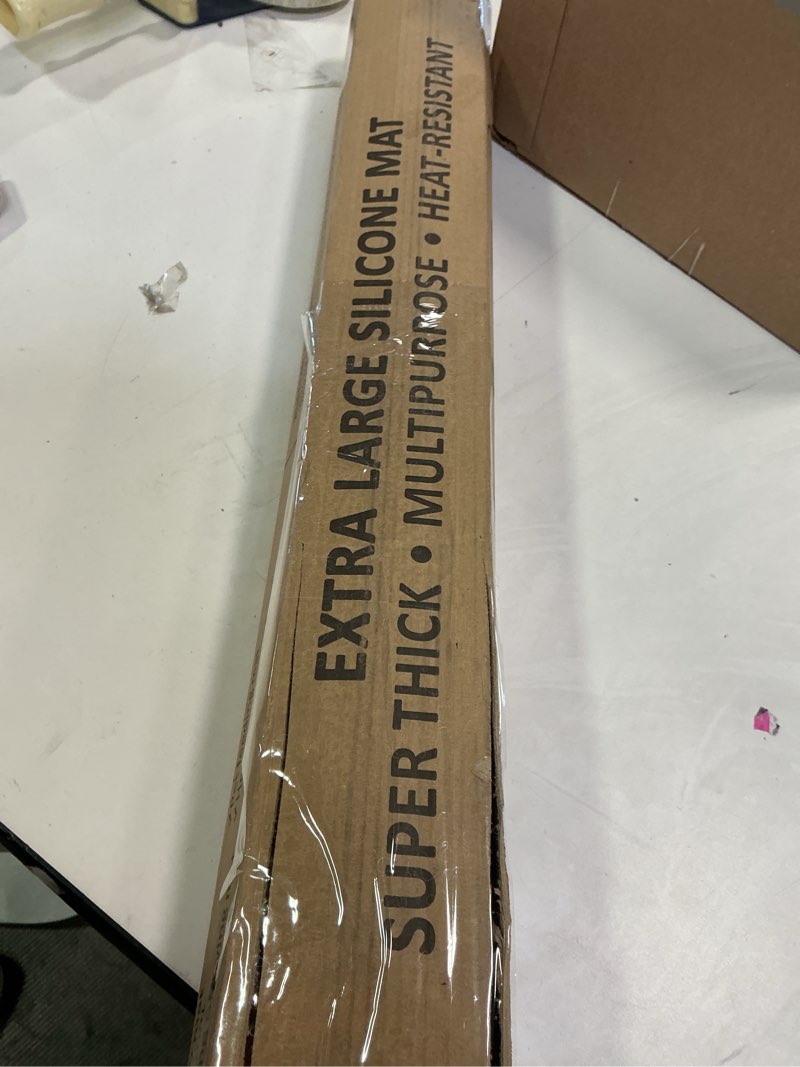 EXTRA LARGE SILICONE MAT
SUPER THICK • MULTIPURPOSE • HEAT-RESISTANT